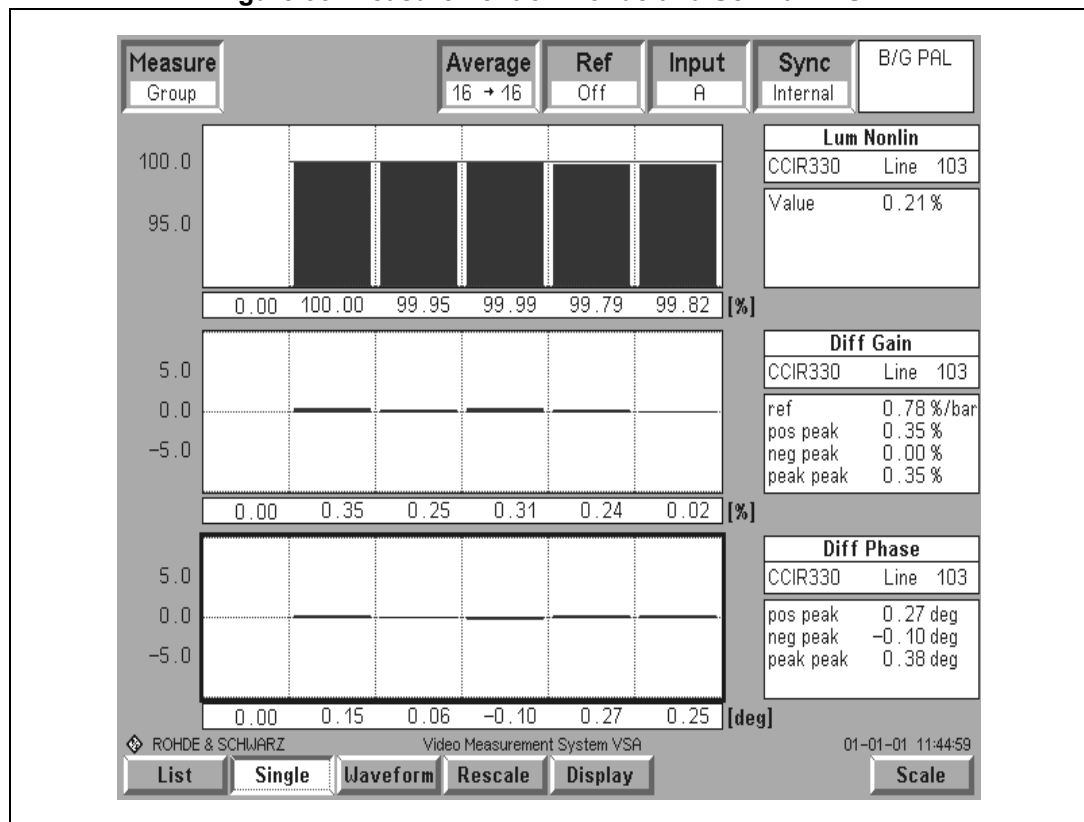 Measure
Group
Average
16 → 16
Ref
Off
Input
A
Sync
Internal
B/G PAL
100.0
95.0
0.00 100.00 99.95 99.99 99.79 99.82 [%]
Lum Nonlin
CCIR330 Line 103
Value 0.21 %
5.0
0.0
-5.0
0.00 0.35 0.25 0.31 0.24 0.02 [%]
Diff Gain
CCIR330 Line 103
ref 0.78 %/bar
pos peak 0.35 %
neg peak 0.00 %
peak peak 0.35 %
5.0
0.0
-5.0
0.00 0.15 0.06 -0.10 0.27 0.25 [deg]
Diff Phase
CCIR330 Line 103
pos peak 0.27 deg
neg peak -0.10 deg
peak peak 0.38 deg
ROHDE & SCHWARZ Video Measurement System VSA 01-01-01 11:44:59
List Single Waveform Rescale Display Scale